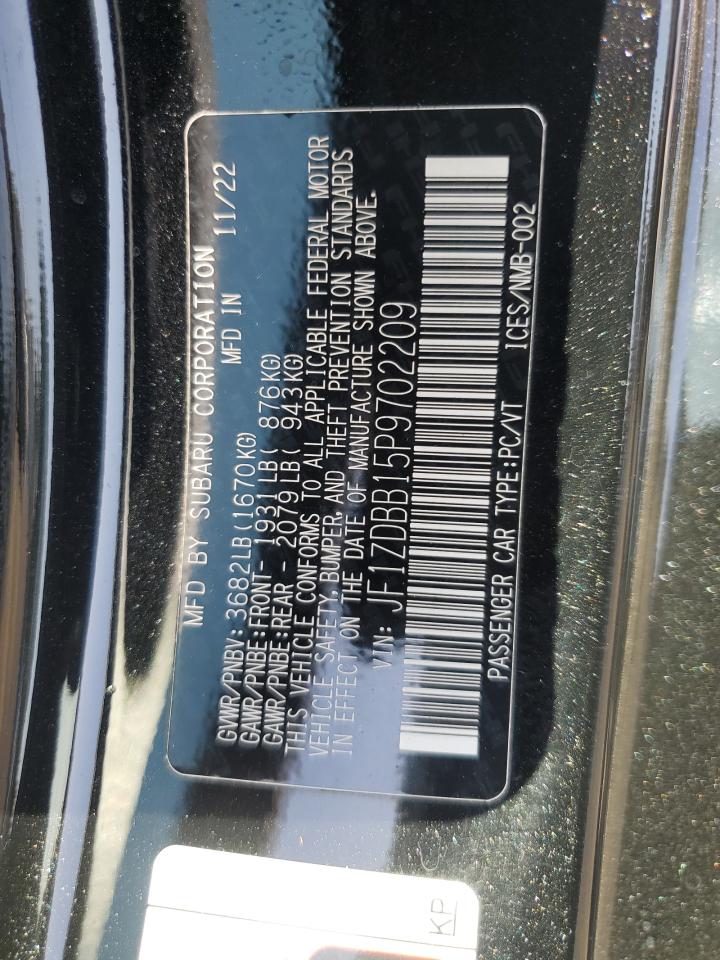 MFD BY SUBARU CORPORATION
MFD IN 11/22
GVWR/PNBV: 3682LB(1670KG)
GAWR/PNBE:FRONT- 1931LB( 876KG)
GAWR/PNBE:REAR - 2079LB( 943KG)
THIS VEHICLE CONFORMS TO ALL APPLICABLE FEDERAL MOTOR
VEHICLE SAFETY, BUMPER, AND THEFT PREVENTION STANDARDS
IN EFFECT ON THE DATE OF MANUFACTURE SHOWN ABOVE.
VIN: JF1ZDBB15P9702209
PASSENGER CAR TYPE:PC/VT ICES/NMB-002
KP